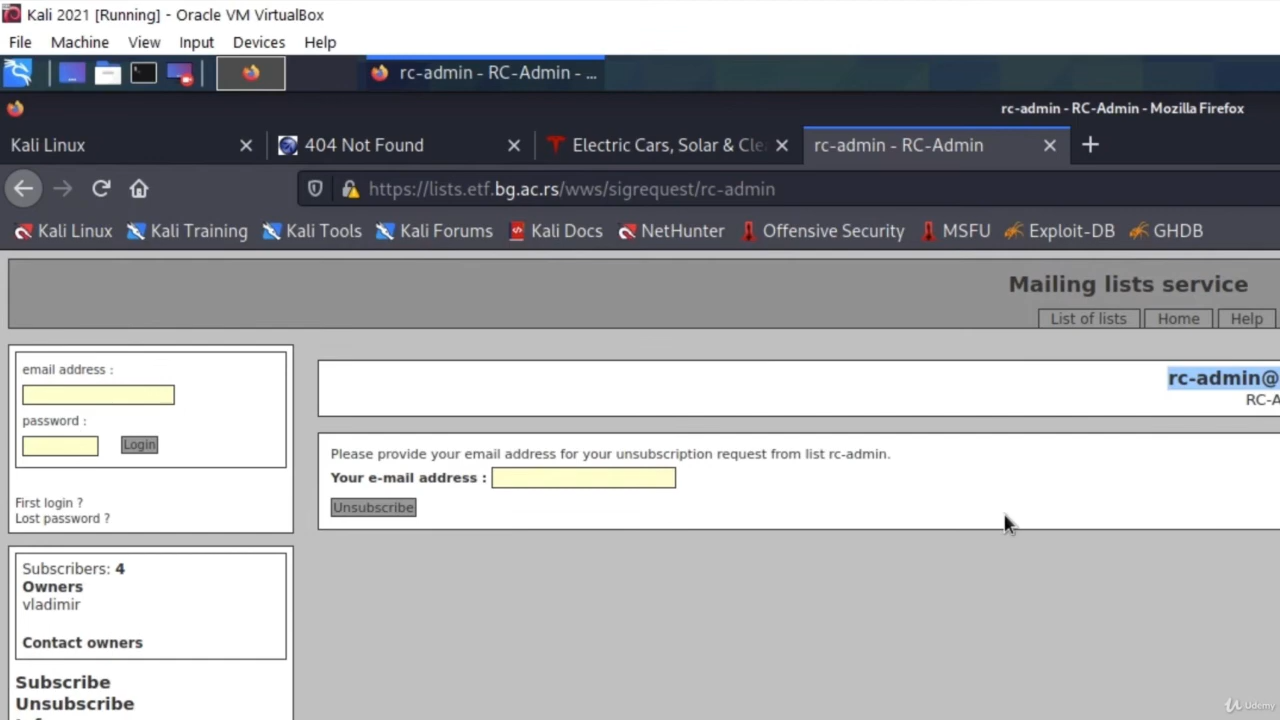 Kali 2021 [Running] - Oracle VM VirtualBox
File Machine View Input Devices Help
rc-admin - RC-Admin - ...
rc-admin - RC-Admin - Mozilla Firefox
Kali Linux 404 Not Found Electric Cars, Solar & Cle rc-admin - RC-Admin
https://lists.etf.bg.ac.rs/wws/sigrequest/rc-admin
Kali Linux Kali Training Kali Tools Kali Forums Kali Docs NetHunter Offensive Security MSFU Exploit-DB GHDB
Mailing lists service
List of lists Home Help
email address :
password :
Login
First login ?
Lost password ?
rc-admin@
RC-A
Please provide your email address for your unsubscription request from list rc-admin.
Your e-mail address :
Unsubscribe
Subscribers: 4
Owners
vladimir
Contact owners
Subscribe
Unsubscribe
Udemy